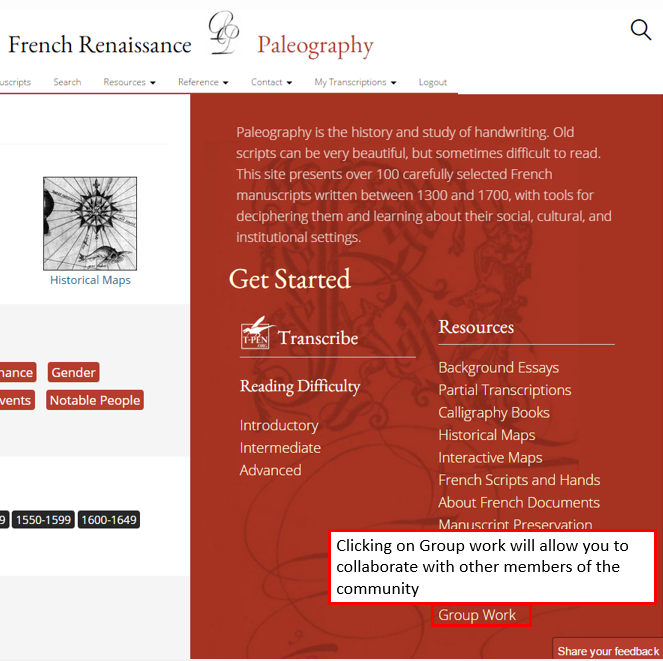 French Renaissance Paleography
uscripts Search Resources Reference Contact My Transcriptions Logout
Historical Maps
nance Gender
vents Notable People
9 1550-1599 1600-1649
Paleography is the history and study of handwriting. Old
scripts can be very beautiful, but sometimes difficult to read.
This site presents over 100 carefully selected French
manuscripts written between 1300 and 1700, with tools for
deciphering them and learning about their social, cultural, and
institutional settings.
Get Started
T-PEN
.ORG
Transcribe
Reading Difficulty
Introductory
Intermediate
Advanced
Resources
Background Essays
Partial Transcriptions
Calligraphy Books
Historical Maps
Interactive Maps
French Scripts and Hands
About French Documents
Manuscript Preservation
Clicking on Group work will allow you to
collaborate with other members of the
community
Group Work
Share your feedback